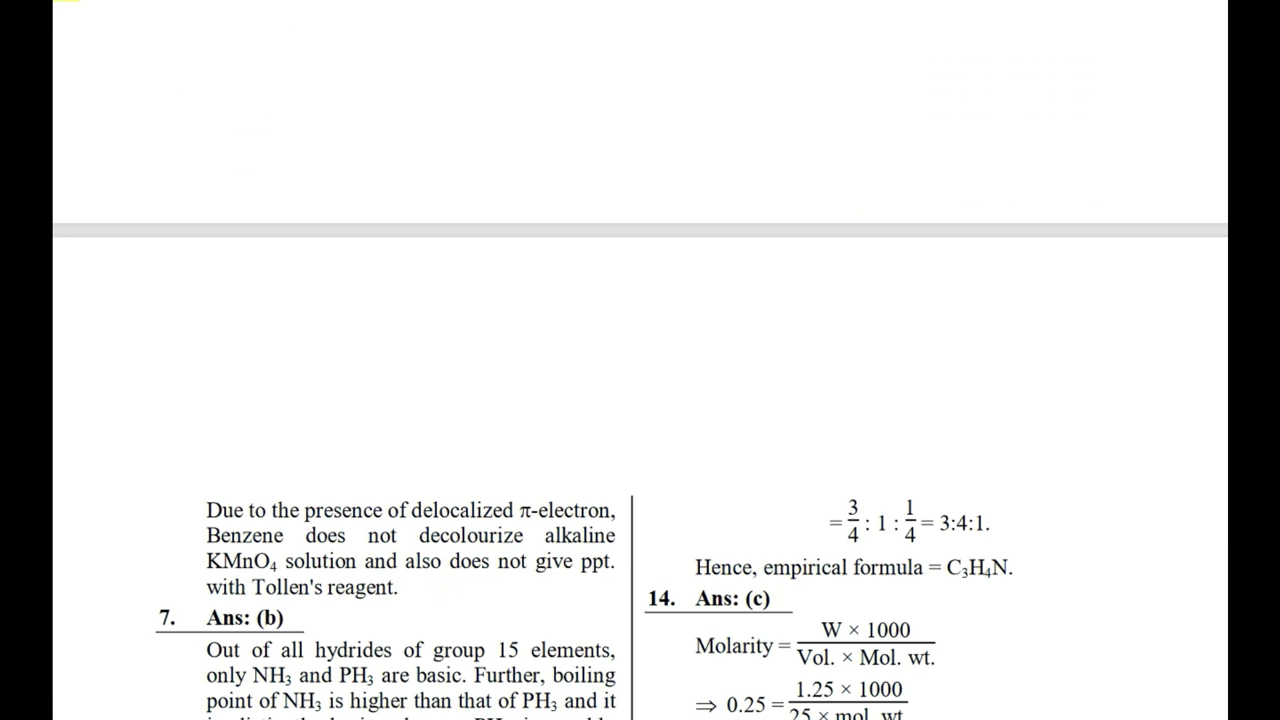 Due to the presence of delocalized π-electron,
Benzene does not decolourize alkaline
KMnO₄ solution and also does not give ppt.
with Tollen's reagent.
7. Ans: (b)
Out of all hydrides of group 15 elements,
only NH₃ and PH₃ are basic. Further, boiling
point of NH₃ is higher than that of PH₃ and it
= 3/4 : 1 : 1/4 = 3:4:1.
Hence, empirical formula = C₃H₄N.
14. Ans: (c)
Molarity = W × 1000 / Vol. × Mol. wt.
⇒ 0.25 = 1.25 × 1000 / 25 × mol. wt.